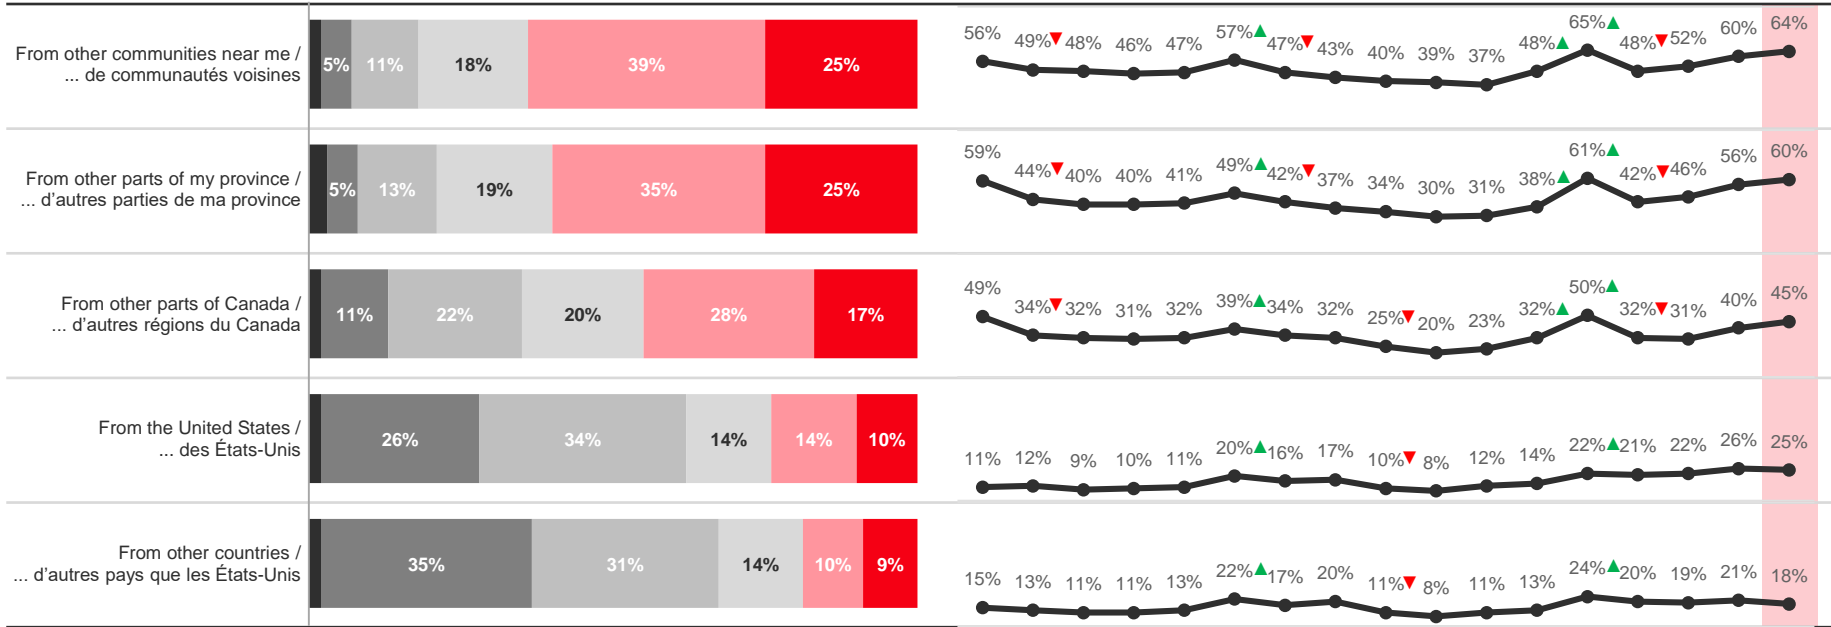 From other communities near me /
... de communautés voisines
5% 11% 18% 39% 25%
56% 49%▼ 48% 46% 47% 57%▲ 47%▼ 43% 40% 39% 37% 48%▲ 65%▲ 48%▼ 52% 60% 64%
From other parts of my province /
... d'autres parties de ma province
5% 13% 19% 35% 25%
59% 44%▼ 40% 40% 41% 49%▲ 42%▼ 37% 34% 30% 31% 38%▲ 61%▲ 42%▼ 46% 56% 60%
From other parts of Canada /
... d'autres régions du Canada
11% 22% 20% 28% 17%
49% 34%▼ 32% 31% 32% 39%▲ 34% 32% 25%▼ 20% 23% 32%▲ 50%▲ 32%▼ 31% 40% 45%
From the United States /
... des États-Unis
26% 34% 14% 14% 10%
11% 12% 9% 10% 11% 20%▲ 16% 17% 10%▼ 8% 12% 14% 22%▲ 21% 22% 26% 25%
From other countries /
... d'autres pays que les États-Unis
35% 31% 14% 10% 9%
15% 13% 11% 11% 13% 22%▲ 17% 20% 11%▼ 8% 11% 13% 24%▲ 20% 19% 21% 18%